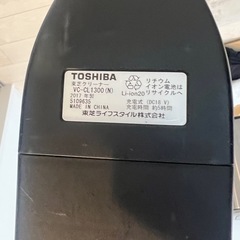 TOSHIBA
東芝クリーナー
VC-CL1300(N)
2017年製
5109635
MADE IN CHINA
リチウム
イオン電池は
リサイクルへ
Li-ion20
充電式 (DC18 V)
充電時間 約5時間
東芝ライフスタイル株式会社